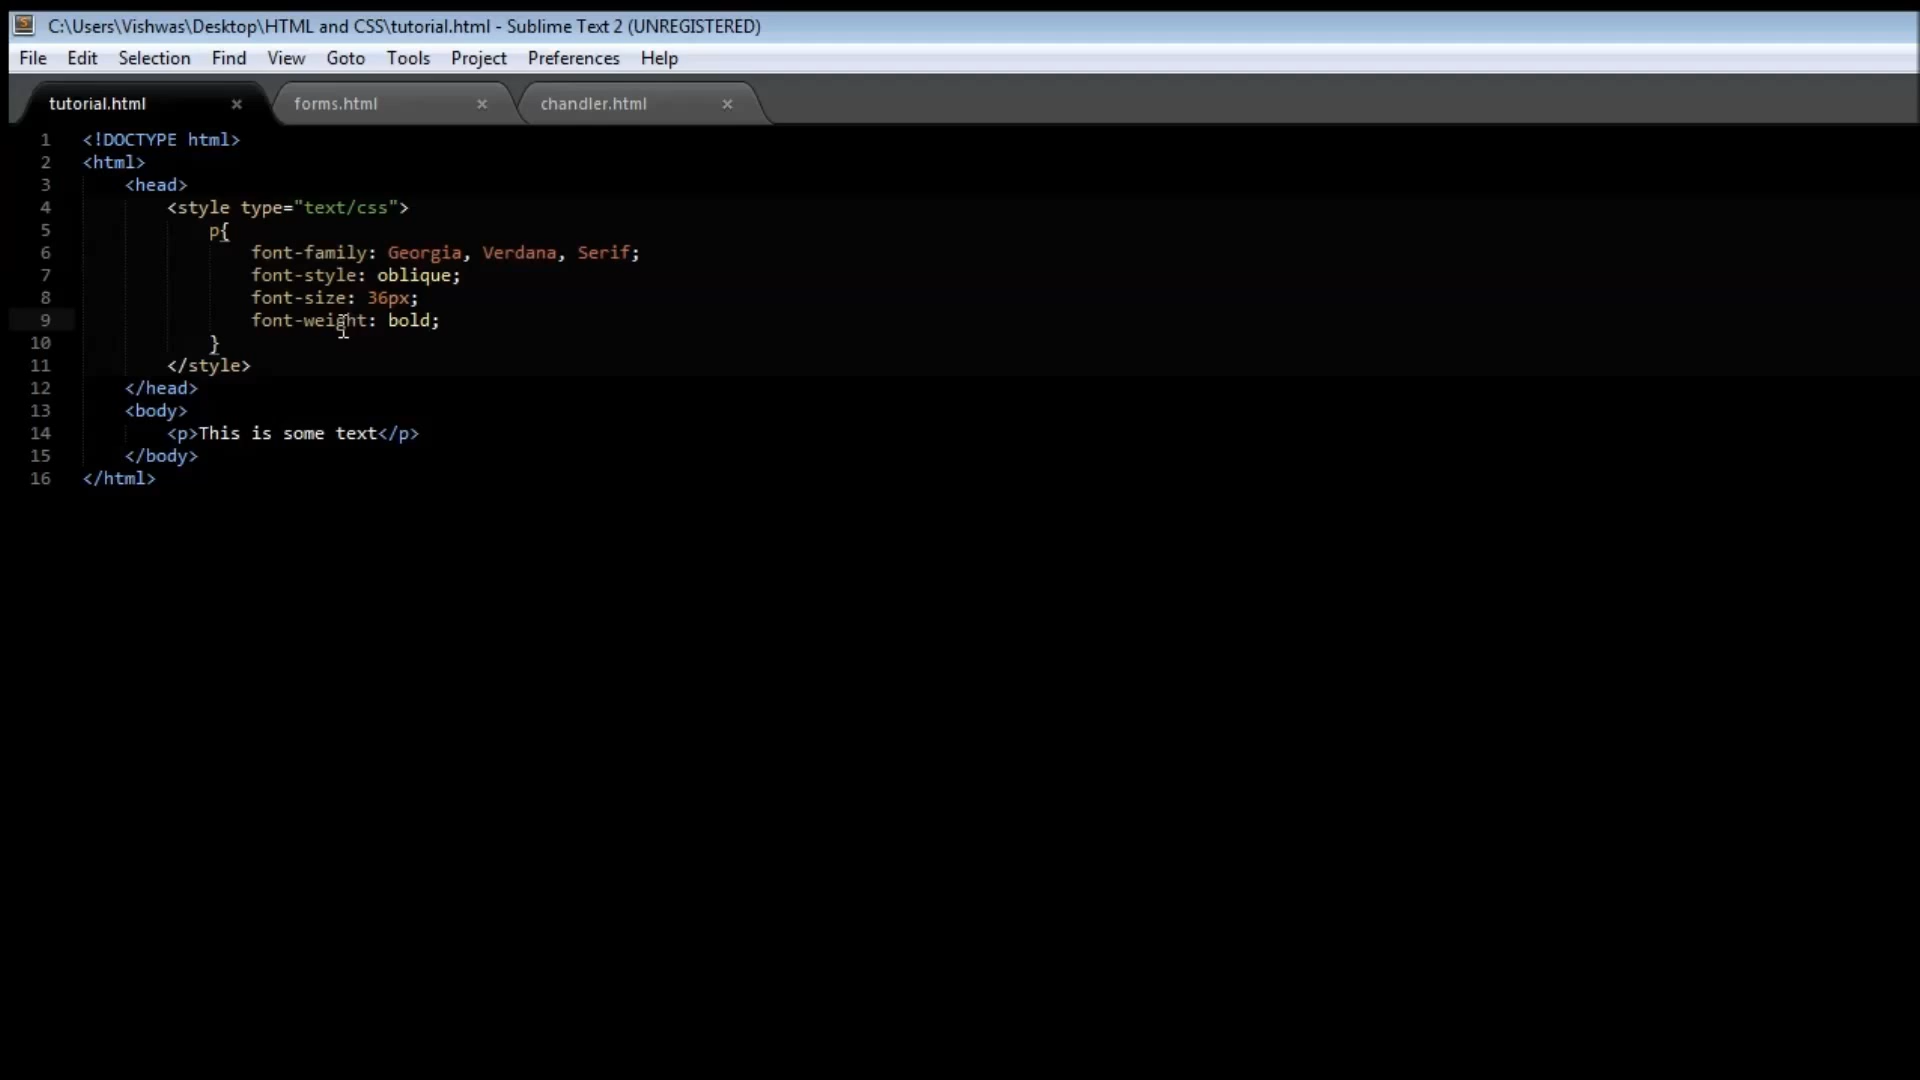 C:\Users\Vishwas\Desktop\HTML and CSS\tutorial.html - Sublime Text 2 (UNREGISTERED)
File Edit Selection Find View Goto Tools Project Preferences Help
tutorial.html × forms.html × chandler.html ×
1 <!DOCTYPE html>
2 <html>
3 <head>
4 <style type="text/css">
5 p{
6 font-family: Georgia, Verdana, Serif;
7 font-style: oblique;
8 font-size: 36px;
9 font-weight: bold;
10 }
11 </style>
12 </head>
13 <body>
14 <p>This is some text</p>
15 </body>
16 </html>